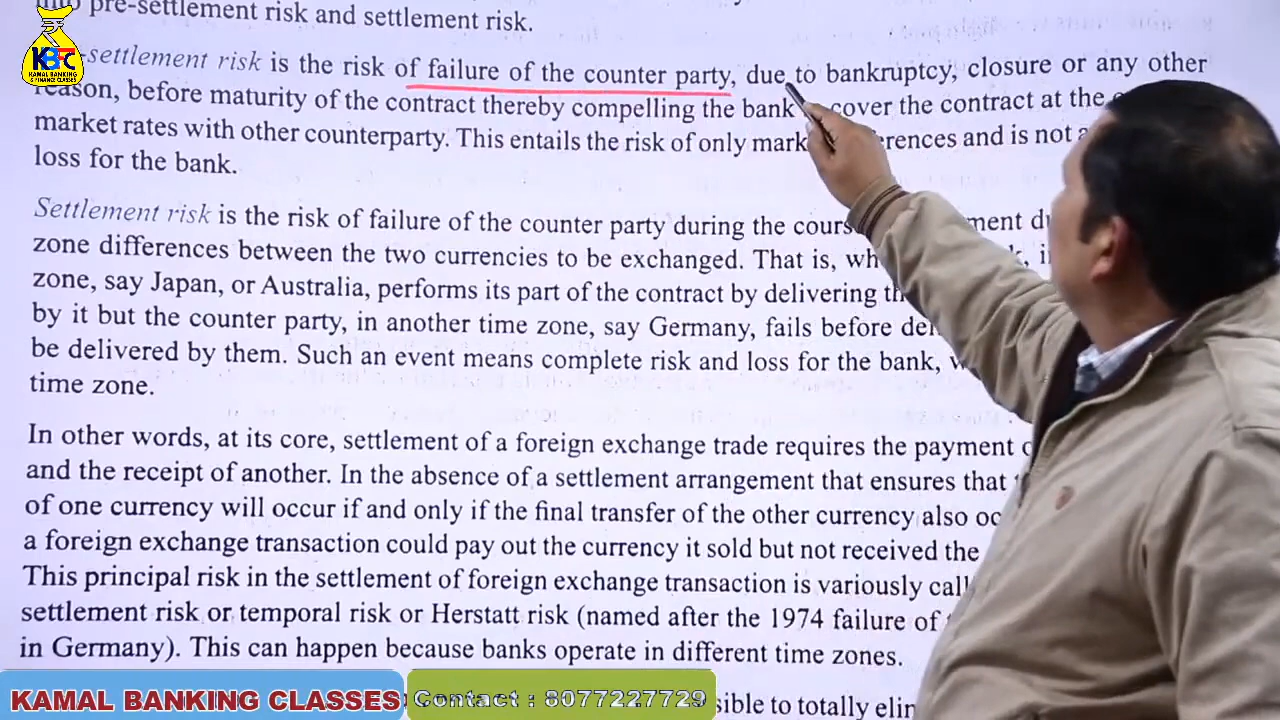 pre-settlement risk and settlement risk.
KBC
KAMAL BANKING
& FINANCE CLASSES
-settlement risk is the risk of failure of the counter party, due to bankruptcy, closure or any other
reason, before maturity of the contract thereby compelling the bank cover the contract at the
market rates with other counterparty. This entails the risk of only and is not
loss for the bank.
Settlement risk is the risk of failure of the counter party during the
zone differences between the two currencies to be exchanged. That is,
zone, say Japan, or Australia, performs its part of the contract by delivering
by it but the counter party, in another time zone, say Germany, fails before
be delivered by them. Such an event means complete risk and loss for the bank,
time zone.
In other words, at its core, settlement of a foreign exchange trade requires the payment
and the receipt of another. In the absence of a settlement arrangement that ensures that
of one currency will occur if and only if the final transfer of the other currency also
a foreign exchange transaction could pay out the currency it sold but not received the
This principal risk in the settlement of foreign exchange transaction is variously
settlement risk or temporal risk or Herstatt risk (named after the 1974 failure of
in Germany). This can happen because banks operate in different time zones.
to totally
KAMAL BANKING CLASSES
Contact : 8077227729